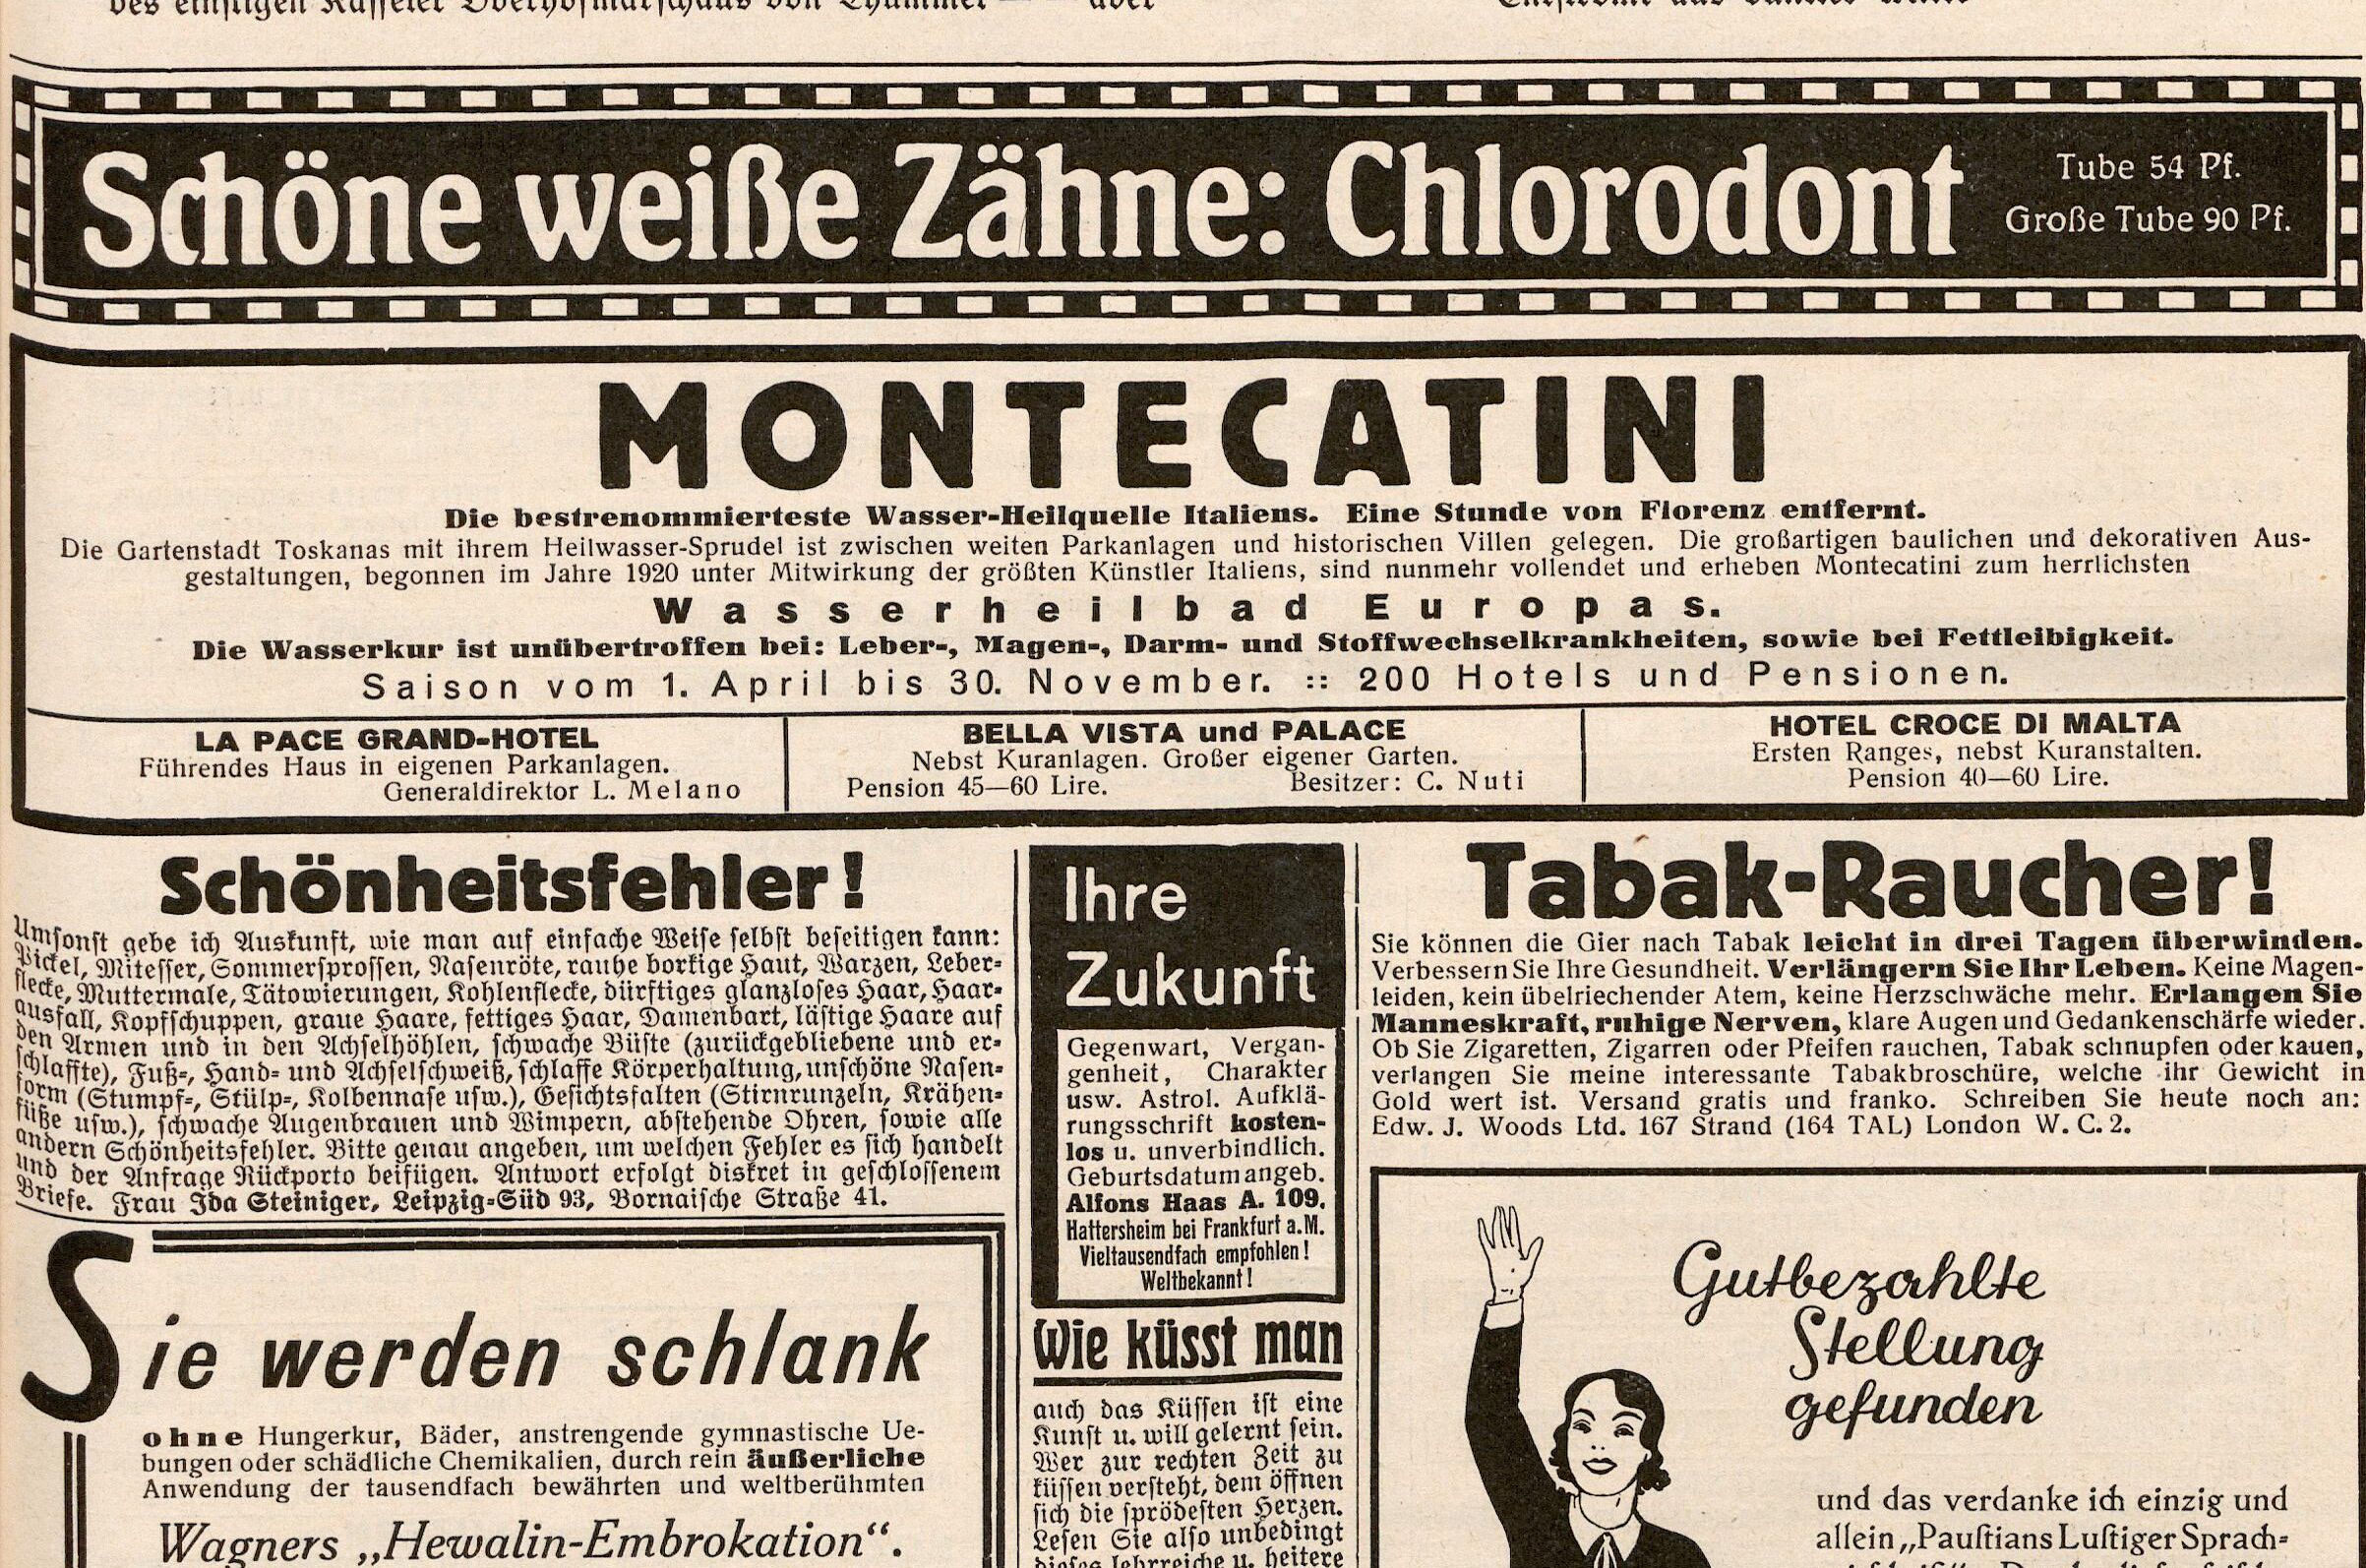 des einstigen Kasseler Oberhofmarschalls von Thümmel — — aber
Schöne weiße Zähne: Chlorodont
Tube 54 Pf.
Große Tube 90 Pf.
MONTECATINI
Die bestrenommierteste Wasser-Heilquelle Italiens. Eine Stunde von Florenz entfernt.
Die Gartenstadt Toskanas mit ihrem Heilwasser-Sprudel ist zwischen weiten Parkanlagen und historischen Villen gelegen. Die großartigen baulichen und dekorativen Aus-
gestaltungen, begonnen im Jahre 1920 unter Mitwirkung der größten Künstler Italiens, sind nunmehr vollendet und erheben Montecatini zum herrlichsten
Wasserheilbad Europas.
Die Wasserkur ist unübertroffen bei: Leber-, Magen-, Darm- und Stoffwechselkrankheiten, sowie bei Fettleibigkeit.
Saison vom 1. April bis 30. November. :: 200 Hotels und Pensionen.
LA PACE GRAND-HOTEL
Führendes Haus in eigenen Parkanlagen.
Generaldirektor L. Melano
BELLA VISTA und PALACE
Nebst Kuranlagen. Großer eigener Garten.
Pension 45—60 Lire. Besitzer: C. Nuti
HOTEL CROCE DI MALTA
Ersten Ranges, nebst Kuranstalten.
Pension 40—60 Lire.
Schönheitsfehler!
Umsonst gebe ich Auskunft, wie man auf einfache Weise selbst beseitigen kann:
Pickel, Mitesser, Sommersprossen, Nasenröte, rauhe borkige Haut, Warzen, Leber-
flecke, Muttermale, Tätowierungen, Kohlenflecke, dürftiges glanzloses Haar, Haar-
ausfall, Kopfschuppen, graue Haare, fettiges Haar, Damenbart, lästige Haare auf
den Armen und in den Achselhöhlen, schwache Büste (zurückgebliebene und er-
schlaffte), Fuß-, Hand- und Achselschweiß, schlaffe Körperhaltung, unschöne Nasen-
form (Stumpf-, Stülp-, Kolbennase usw.), Gesichtsfalten (Stirnrunzeln, Krähen-
füße usw.), schwache Augenbrauen und Wimpern, abstehende Ohren, sowie alle
andern Schönheitsfehler. Bitte genau angeben, um welchen Fehler es sich handelt
und der Anfrage Rückporto beifügen. Antwort erfolgt diskret in geschlossenem
Briefe. Frau Ida Steiniger, Leipzig-Süd 93, Bornaische Straße 41.
Sie werden schlank
ohne Hungerkur, Bäder, anstrengende gymnastische Ue-
bungen oder schädliche Chemikalien, durch rein äußerliche
Anwendung der tausendfach bewährten und weltberühmten
Wagners „Hewalin-Embrokation“.
Ihre
Zukunft
Gegenwart, Vergan-
genheit, Charakter
usw. Astrol. Aufklä-
rungsschrift kosten-
los u. unverbindlich.
Geburtsdatum angeb.
Alfons Haas A. 109,
Hattersheim bei Frankfurt a.M.
Vieltausendfach empfohlen!
Weltbekannt!
Wie küsst man
auch das Küssen ist eine
Kunst u. will gelernt sein.
Wer zur rechten Zeit zu
küssen versteht, dem öffnen
sich die sprödesten Herzen.
Lesen Sie also unbedingt
dieses lehrreiche u. heitere
Tabak-Raucher!
Sie können die Gier nach Tabak leicht in drei Tagen überwinden.
Verbessern Sie Ihre Gesundheit. Verlängern Sie Ihr Leben. Keine Magen-
leiden, kein übelriechender Atem, keine Herzschwäche mehr. Erlangen Sie
Manneskraft, ruhige Nerven, klare Augen und Gedankenschärfe wieder.
Ob Sie Zigaretten, Zigarren oder Pfeifen rauchen, Tabak schnupfen oder kauen,
verlangen Sie meine interessante Tabakbroschüre, welche ihr Gewicht in
Gold wert ist. Versand gratis und franko. Schreiben Sie heute noch an:
Edw. J. Woods Ltd. 167 Strand (164 TAL) London W. C. 2.
Gutbezahlte
Stellung
gefunden
und das verdanke ich einzig und
allein „Paustians Lustiger Sprach-